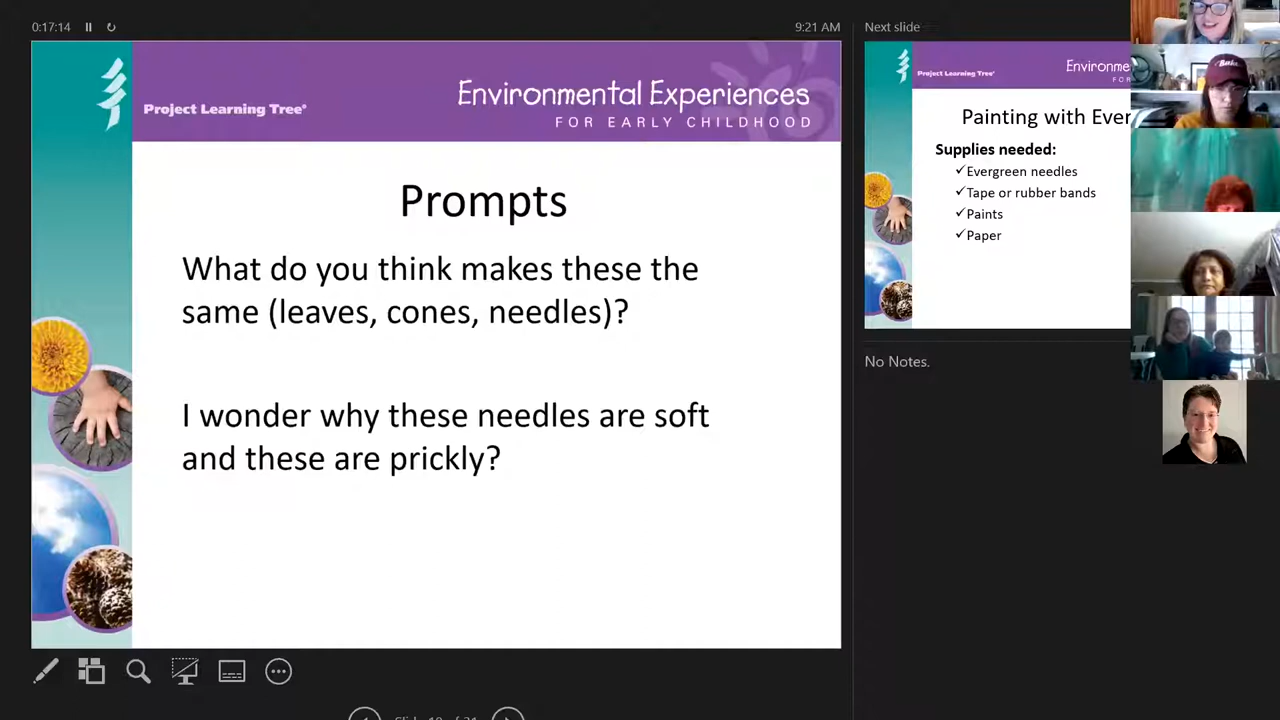 0:17:14
9:21 AM
Project Learning Tree®
Environmental Experiences
FOR EARLY CHILDHOOD
Prompts
What do you think makes these the
same (leaves, cones, needles)?
I wonder why these needles are soft
and these are prickly?
Next slide
Project Learning Tree®
Environme
FOR
Painting with Ever
Supplies needed:
✓Evergreen needles
✓Tape or rubber bands
✓Paints
✓Paper
No Notes.